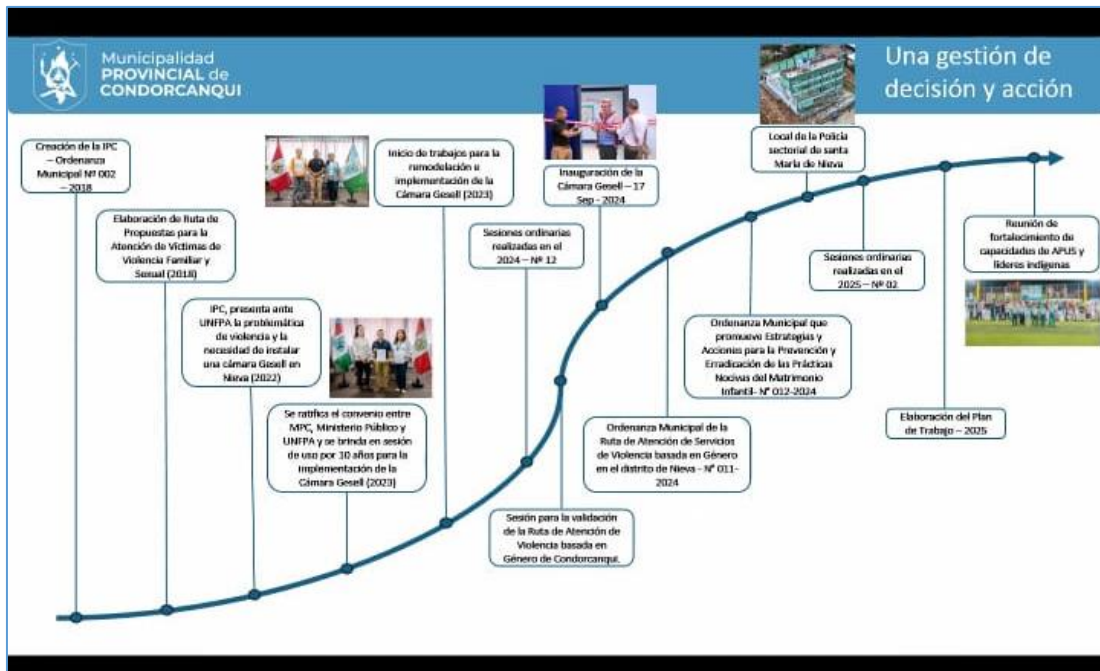 Municipalidad
PROVINCIAL de
CONDORCANQUI
Una gestión de
decisión y acción
Creación de la IPC
– Ordenanza
Municipal Nº 002
– 2018
Elaboración de Ruta de
Propuestas para la
Atención de Víctimas de
Violencia Familiar y
Sexual (2018)
IPC, presenta ante
UNFPA la problemática
de violencia y la
necesidad de instalar
una cámara Gesell en
Nieva (2022)
Se ratifica el convenio entre
MPC, Ministerio Público y
UNFPA y se brinda en sesión
de uso por 10 años para la
Implementación de la
Cámara Gesell (2023)
Inicio de trabajos para la
remodelación e
implementación de la
Cámara Gesell (2023)
Sesiones ordinarias
realizadas en el
2024 – Nº 12
Sesión para la validación
de la Ruta de Atención de
Violencia basada en
Género de Condorcanqui.
Inauguración de la
Cámara Gesell – 17
Sep - 2024
Ordenanza Municipal de la
Ruta de Atención de Servicios
de Violencia basada en Género
en el distrito de Nieva - N° 011-
2024
Ordenanza Municipal que
promueve Estrategias y
Acciones para la Prevención y
Erradicación de las Prácticas
Nocivas del Matrimonio
Infantil- N° 012-2024
Local de la Policía
sectorial de santa
María de Nieva
Sesiones ordinarias
realizadas en el
2025 – Nº 02
Elaboración del Plan
de Trabajo – 2025
Reunión de
fortalecimiento de
capacidades de APUS y
líderes indígenas